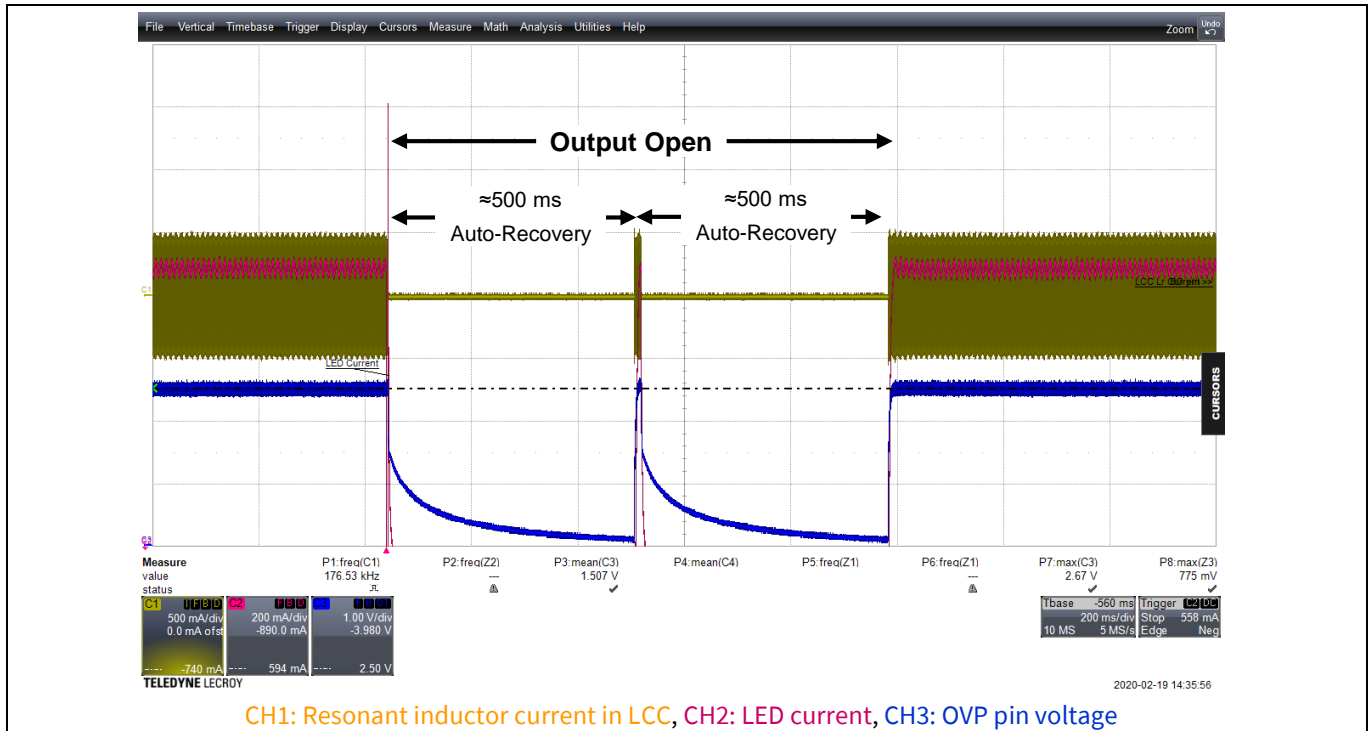 File Vertical Timebase Trigger Display Cursors Measure Math Analysis Utilities Help Zoom Undo
Output Open
≈500 ms ≈500 ms
Auto-Recovery Auto-Recovery
C1
LCC Lr
LED Current
CURSORS
C3
Measure P1:freq(C1) P2:freq(Z2) P3:mean(C3) P4:mean(C4) P5:freq(Z1) P6:freq(Z1) P7:max(C3) P8:max(Z3)
value 176.53 kHz --- 1.507 V --- 2.67 V 775 mV
status
C1 C2 C3 Tbase -560 ms Trigger C2 DC
500 mA/div 200 mA/div 1.00 V/div 200 ms/div Stop 558 mA
0.0 mA ofst -890.0 mA -3.980 V 10 MS 5 MS/s Edge Neg
-740 mA 594 mA 2.50 V
TELEDYNE LECROY 2020-02-19 14:35:56
CH1: Resonant inductor current in LCC, CH2: LED current, CH3: OVP pin voltage